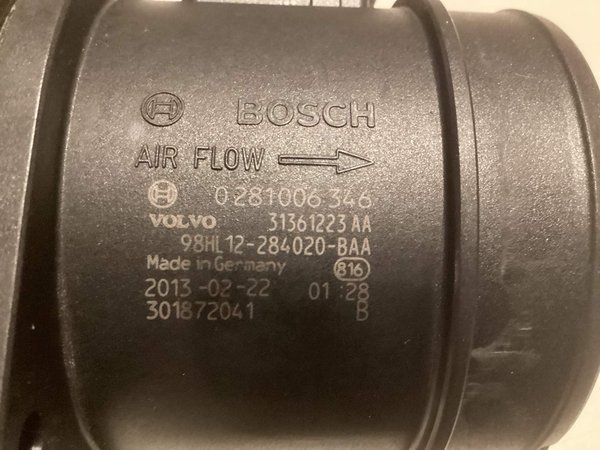 BOSCH
AIR FLOW
0 281 006 346
VOLVO 31361223 AA
98HL12-284020-BAA
Made in Germany 816
2013-02-22 01:28
301872041 B